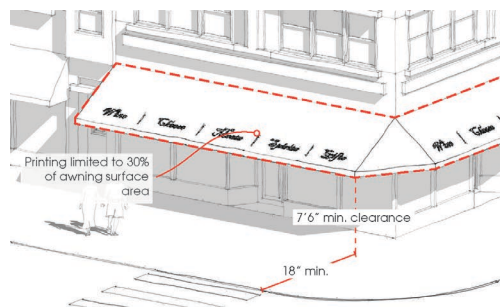 Printing limited to 30%
of awning surface
area
7'6" min. clearance
18" min.